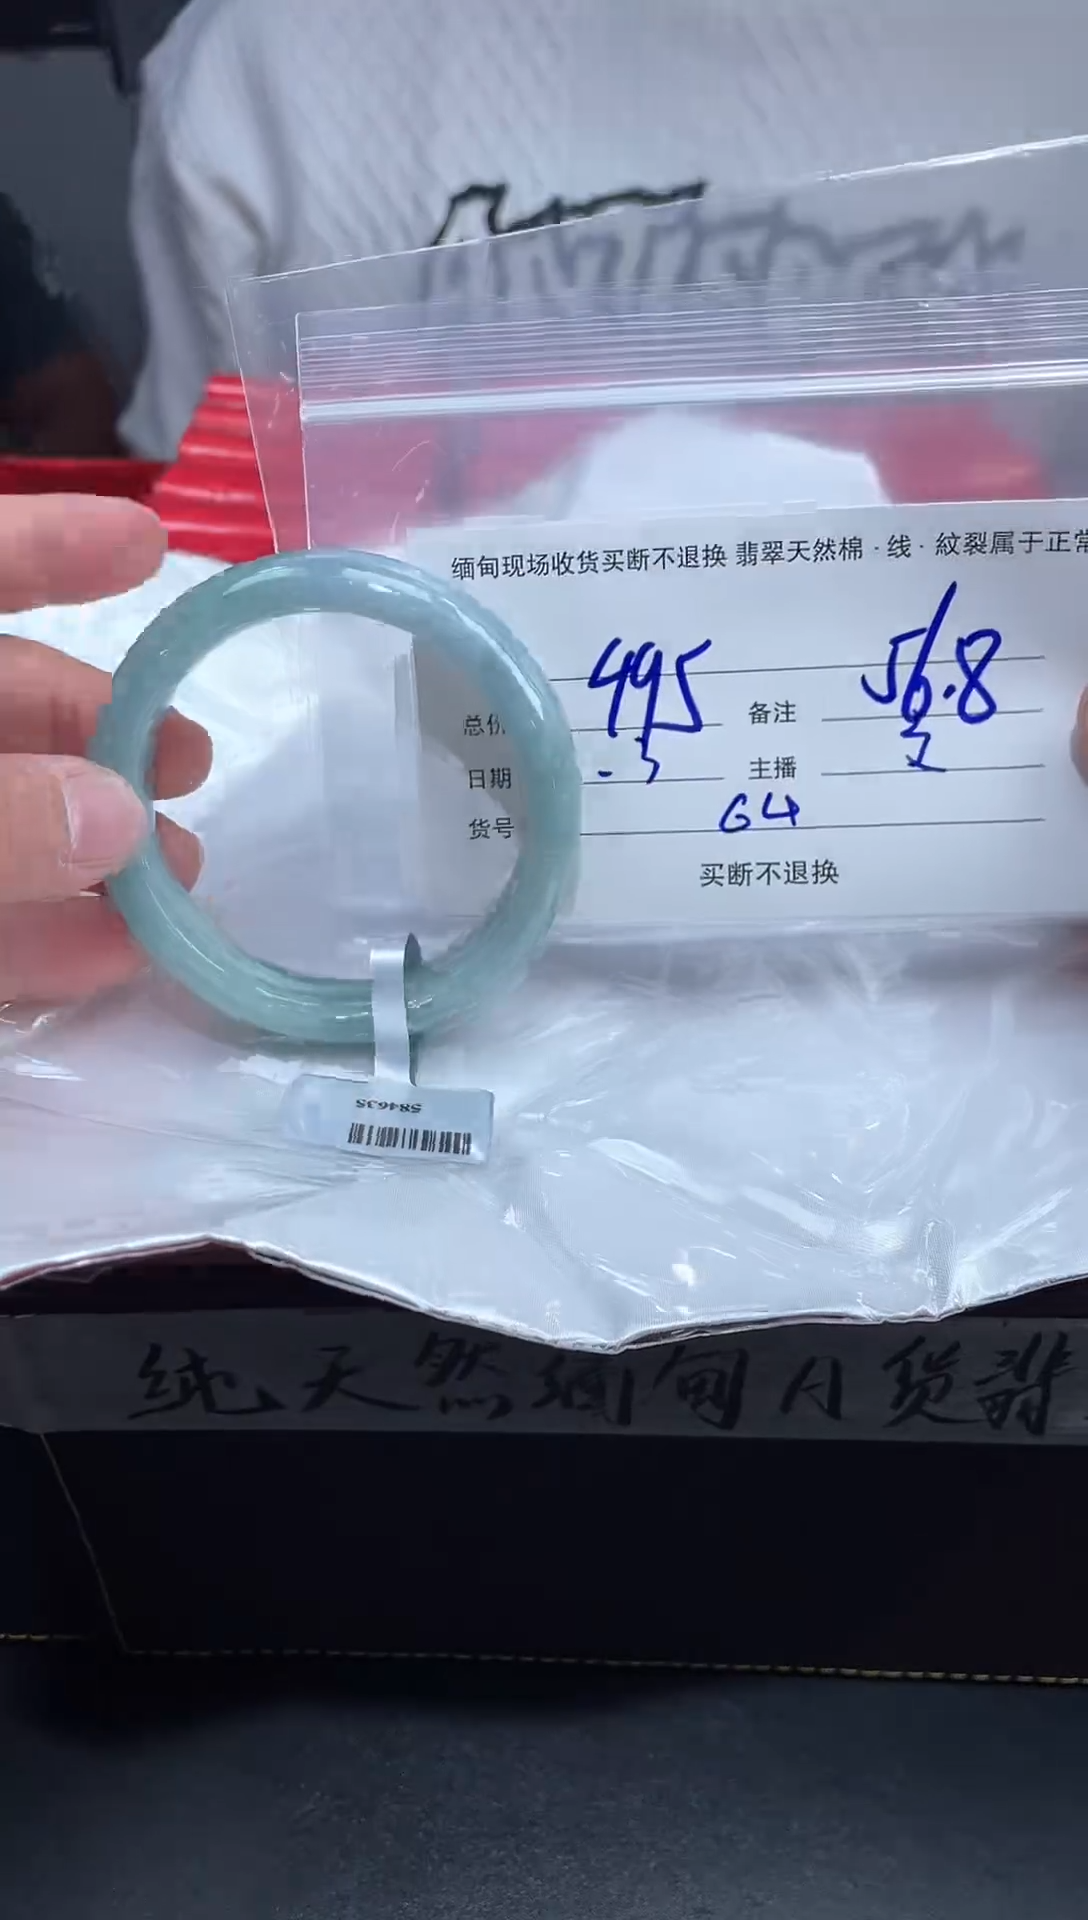 缅甸现场收货买断不退换 翡翠天然棉·线·紋裂属于正常
495 56.8
总价 备注
日期 主播
货号 64
买断不退换
584635
纯天然缅甸A货翡